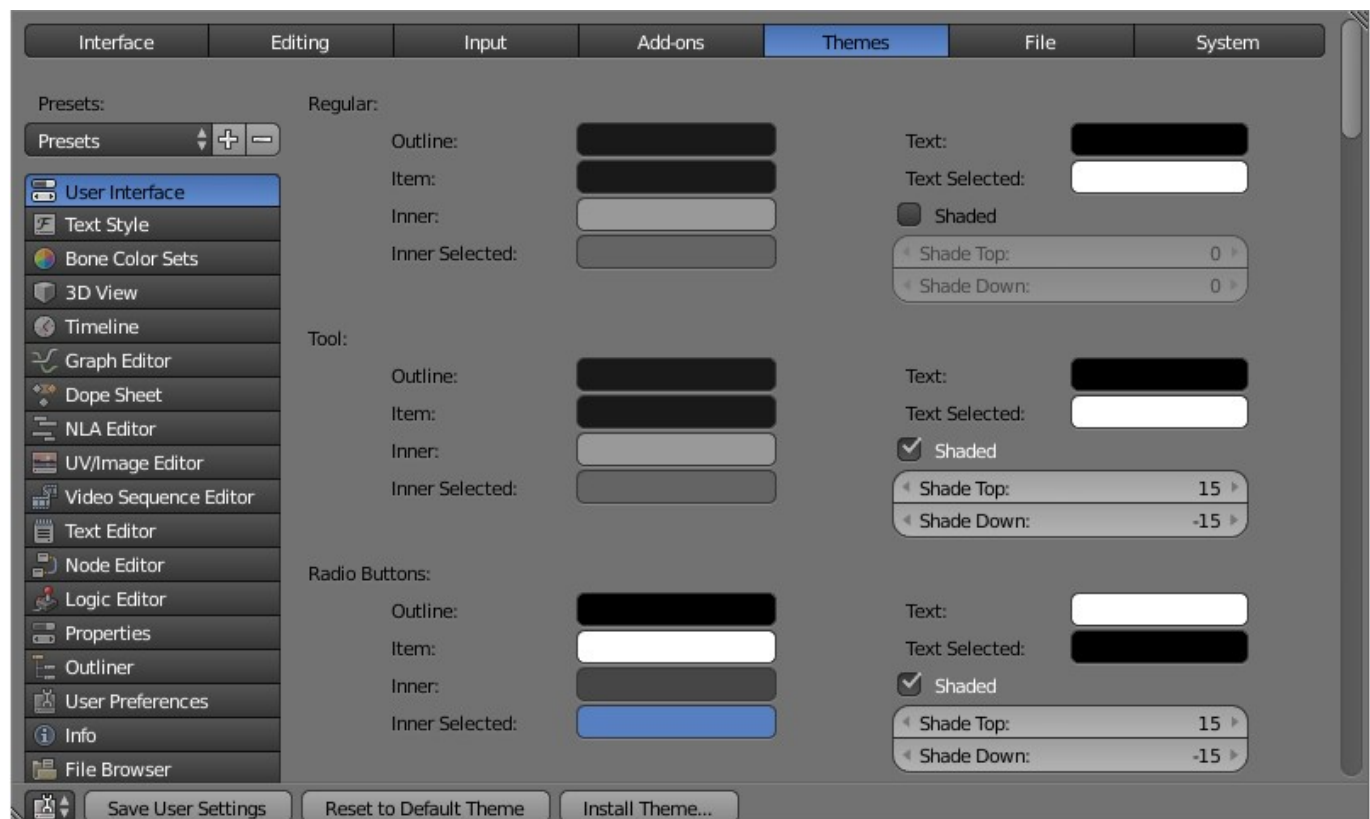 Interface Editing Input Add-ons Themes File System
Presets:
Presets
User Interface
Text Style
Bone Color Sets
3D View
Timeline
Graph Editor
Dope Sheet
NLA Editor
UV/Image Editor
Video Sequence Editor
Text Editor
Node Editor
Logic Editor
Properties
Outliner
User Preferences
Info
File Browser
Regular:
Outline:
Item:
Inner:
Inner Selected:
Text:
Text Selected:
Shaded
Shade Top: 0
Shade Down: 0
Tool:
Outline:
Item:
Inner:
Inner Selected:
Text:
Text Selected:
Shaded
Shade Top: 15
Shade Down: -15
Radio Buttons:
Outline:
Item:
Inner:
Inner Selected:
Text:
Text Selected:
Shaded
Shade Top: 15
Shade Down: -15
Save User Settings Reset to Default Theme Install Theme...